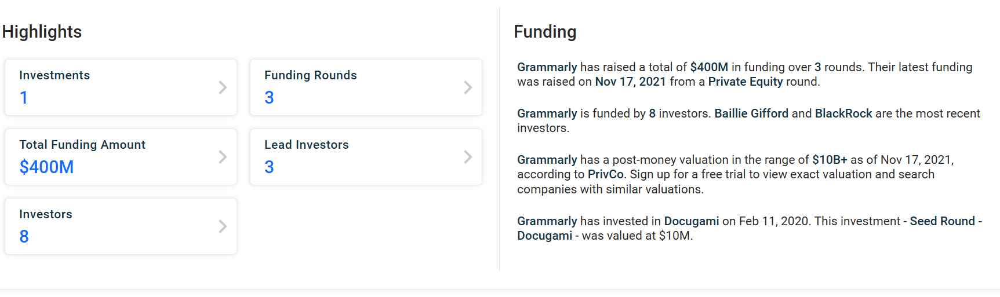 Highlights
Investments
1
Funding Rounds
3
Total Funding Amount
$400M
Lead Investors
3
Investors
8
Funding
Grammarly has raised a total of $400M in funding over 3 rounds. Their latest funding
was raised on Nov 17, 2021 from a Private Equity round.
Grammarly is funded by 8 investors. Baillie Gifford and BlackRock are the most recent
investors.
Grammarly has a post-money valuation in the range of $10B+ as of Nov 17, 2021,
according to PrivCo. Sign up for a free trial to view exact valuation and search
companies with similar valuations.
Grammarly has invested in Docugami on Feb 11, 2020. This investment - Seed Round -
Docugami - was valued at $10M.